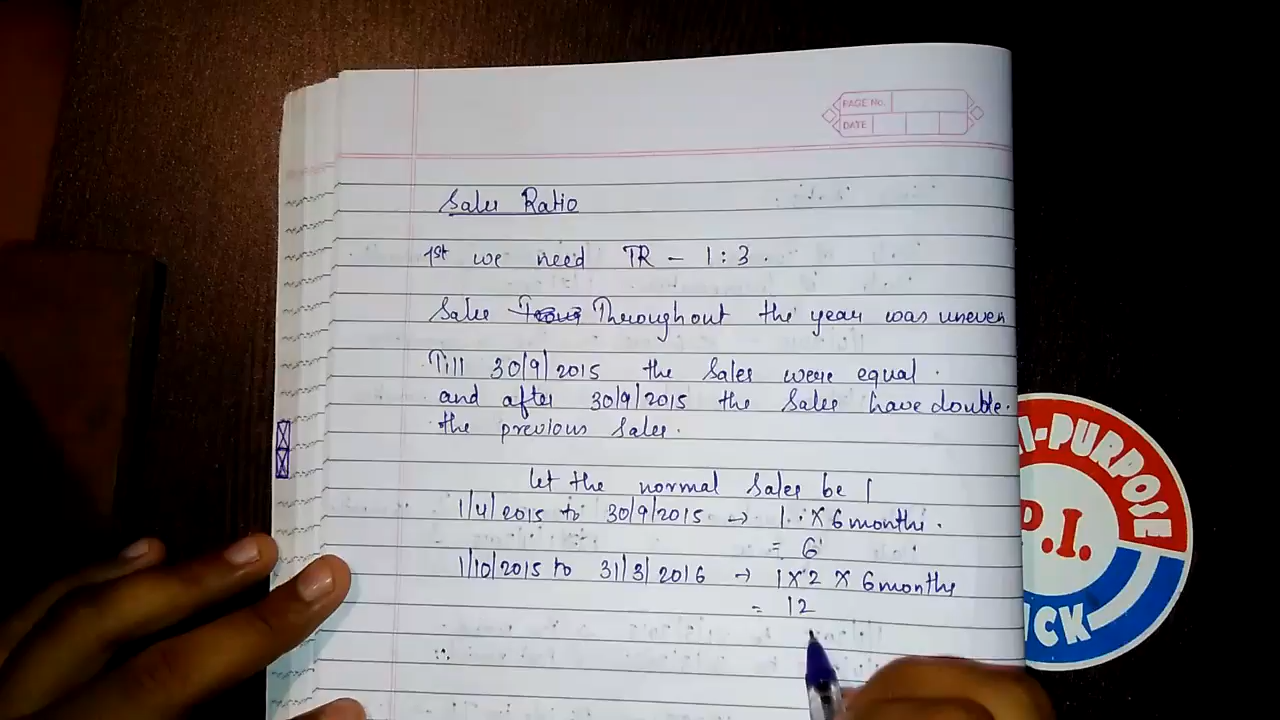 PAGE No.
DATE
Sales Ratio
1st we need TR - 1 : 3 .
Sales Throughout the year was uneven
Till 30/9/2015 the Sales were equal .
and after 30/9/2015 the Sales have double.
the previous Sales.
let the normal Sales be 1
1/4/2015 to 30/9/2015 → 1 . X 6 months .
= 6
1/10/2015 to 31/3/2016 → 1 X 2 X 6 months
= 12
∴
I-PURPOSE
P.I.
ICK